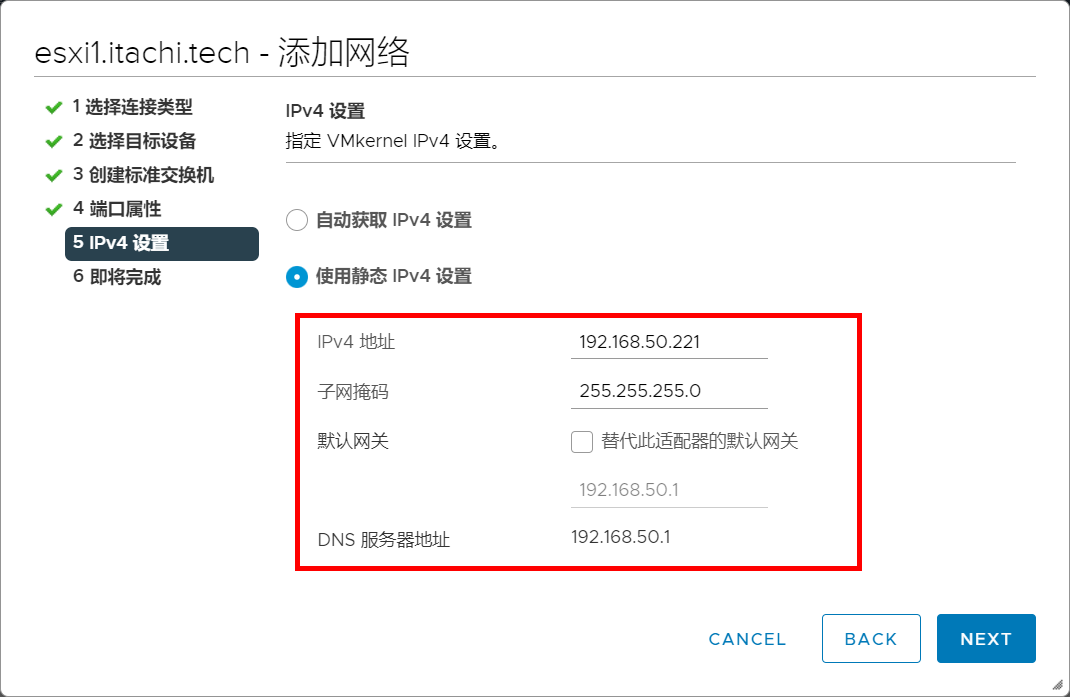 esxi1.itachi.tech - 添加网络
1 选择连接类型
2 选择目标设备
3 创建标准交换机
4 端口属性
5 IPv4 设置
6 即将完成
IPv4 设置
指定 VMkernel IPv4 设置。
自动获取 IPv4 设置
使用静态 IPv4 设置
IPv4 地址 192.168.50.221
子网掩码 255.255.255.0
默认网关 替代此适配器的默认网关
192.168.50.1
DNS 服务器地址 192.168.50.1
CANCEL BACK NEXT